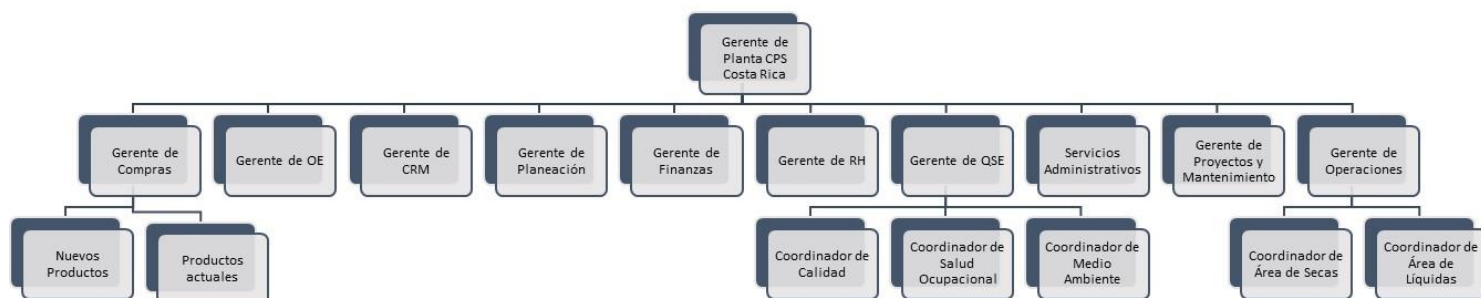 Gerente de
Planta CPS
Costa Rica
Gerente de
Compras
Gerente de OE
Gerente de
CRM
Gerente de
Planeación
Gerente de
Finanzas
Gerente de RH
Gerente de QSE
Servicios
Administrativos
Gerente de
Proyectos y
Mantenimiento
Gerente de
Operaciones
Nuevos
Productos
Productos
actuales
Coordinador de
Calidad
Coordinador de
Salud
Ocupacional
Coordinador de
Medio
Ambiente
Coordinador de
Área de Secas
Coordinador de
Área de
Líquidas